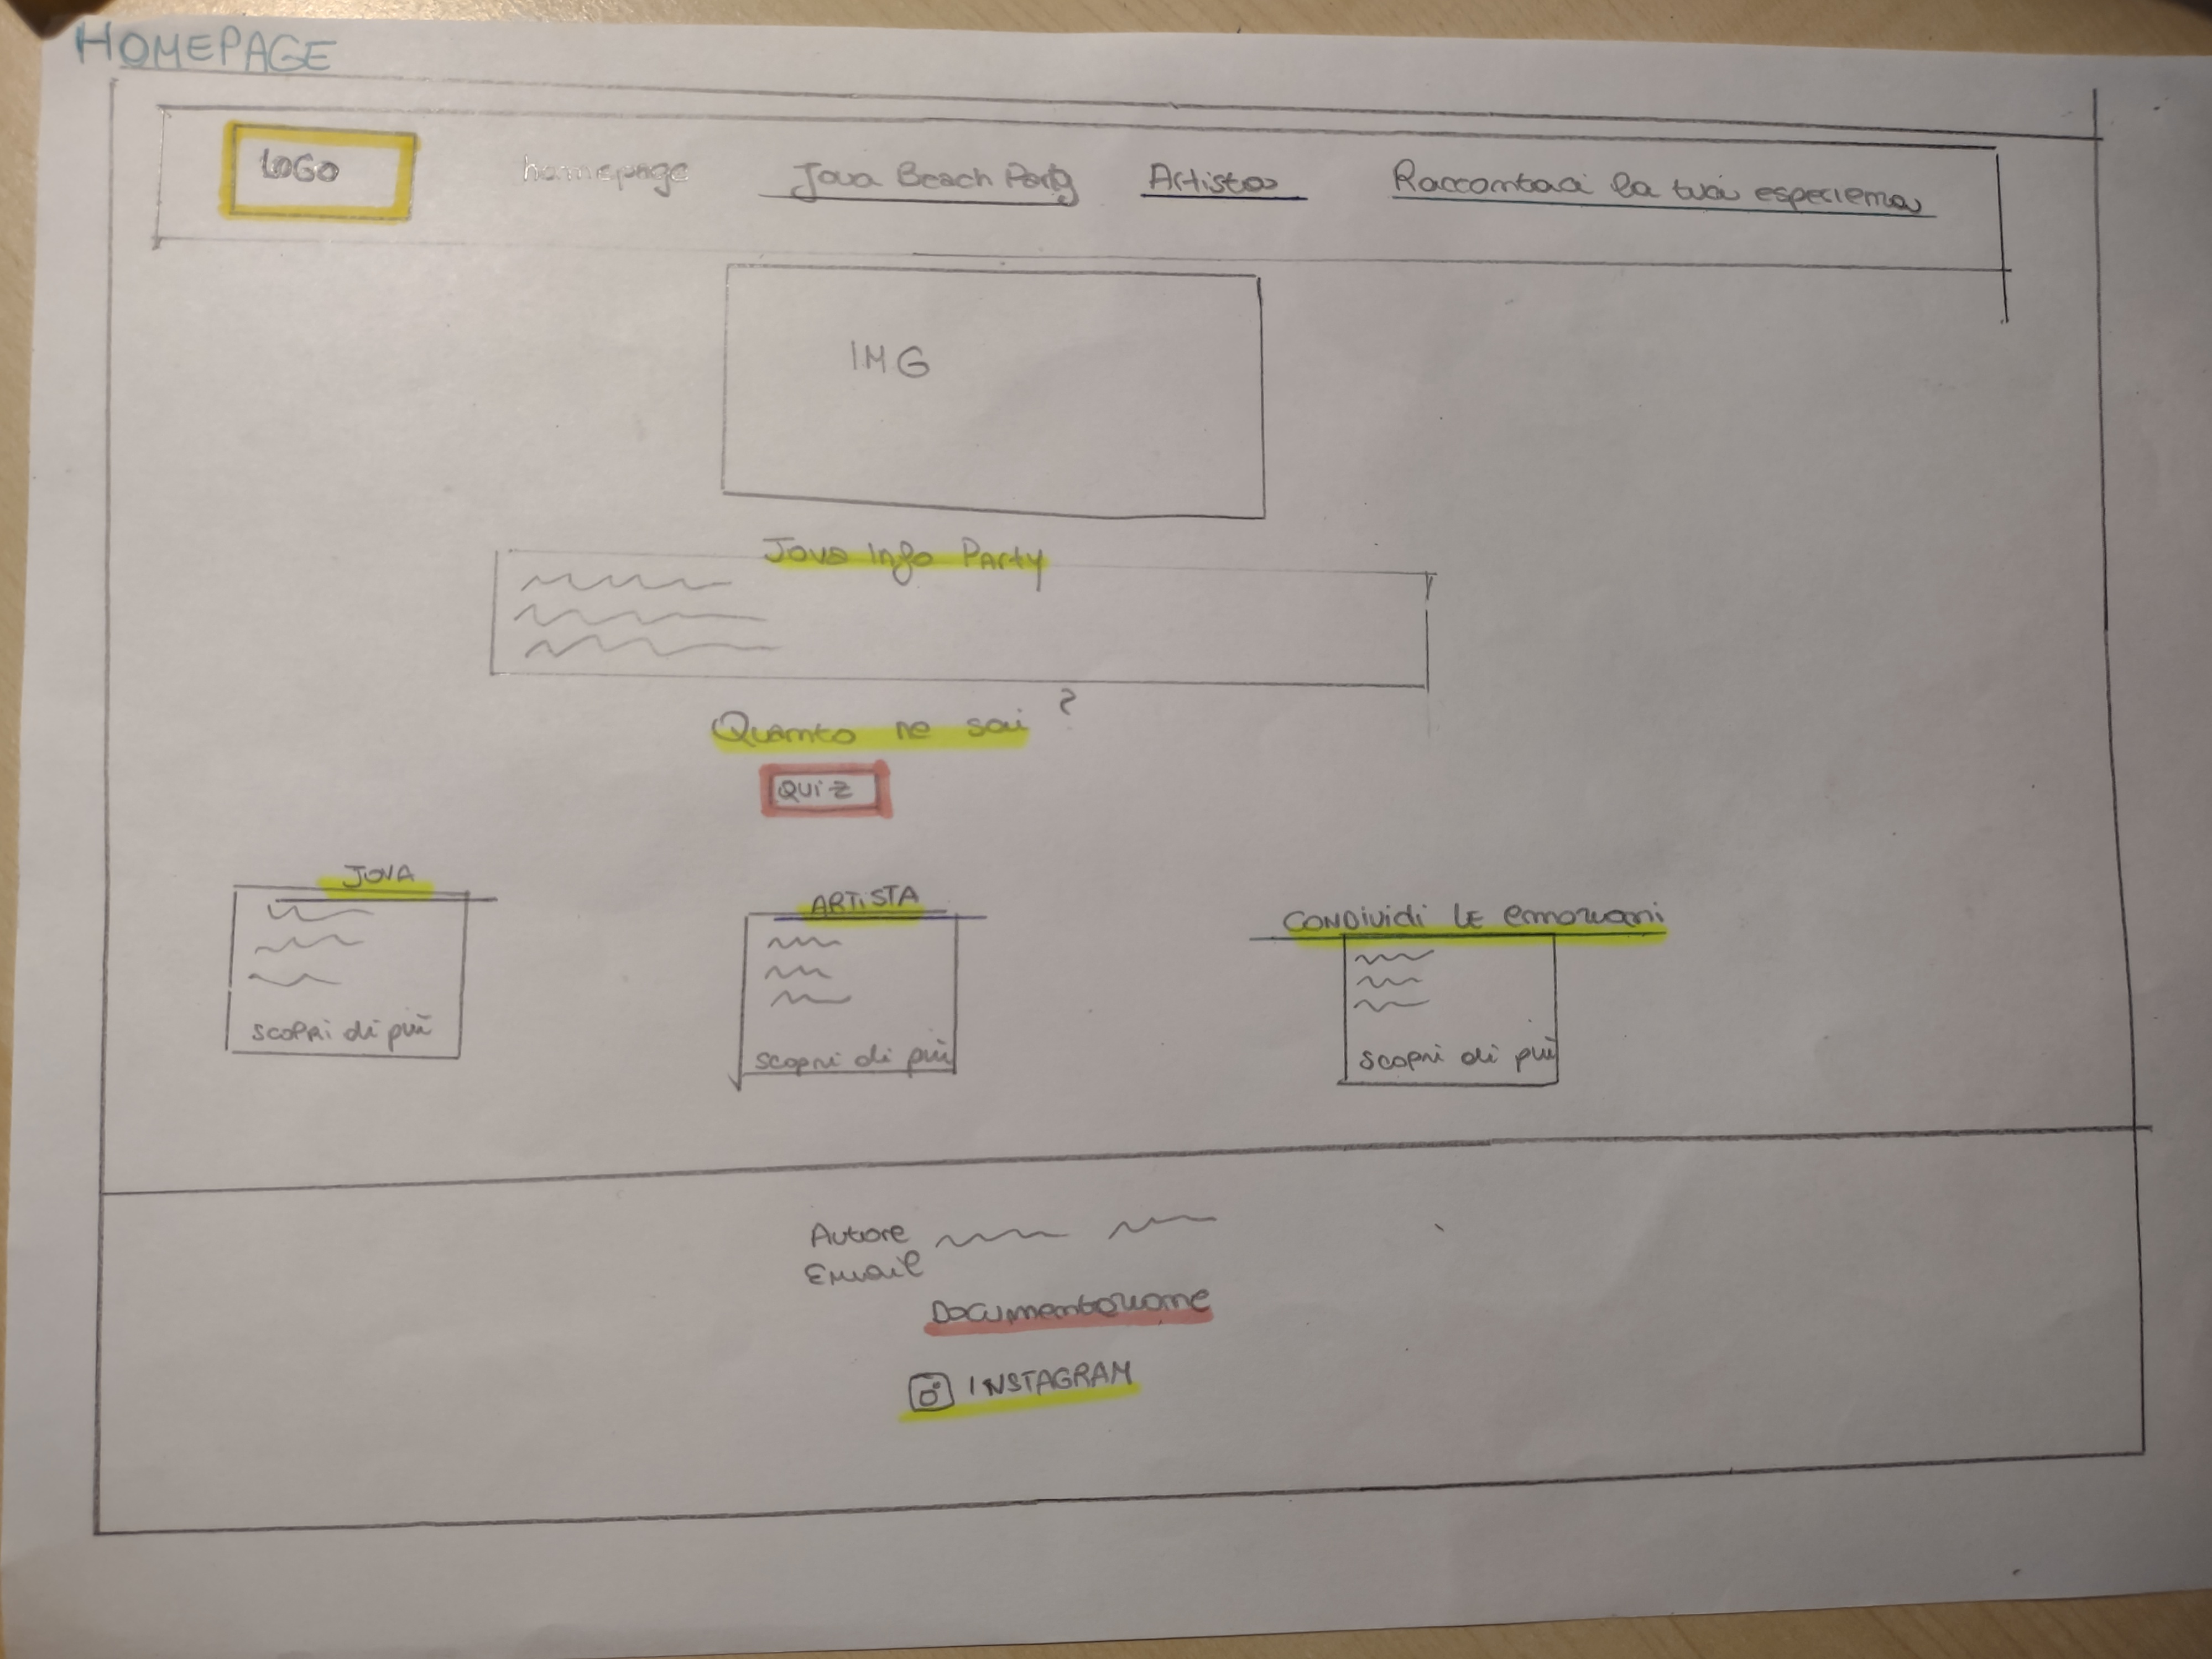 HOMEPAGE
LOGO homepage Jova Beach Party Artista Raccontaci la tua esperienza
IMG
Jova Info Party
Quanto ne sai ?
QUIZ
JOVA
scopri di più
ARTISTA
scopri di più
CONDIVIDI LE emozioni
scopri di più
Autore
Email
Documentazione
INSTAGRAM